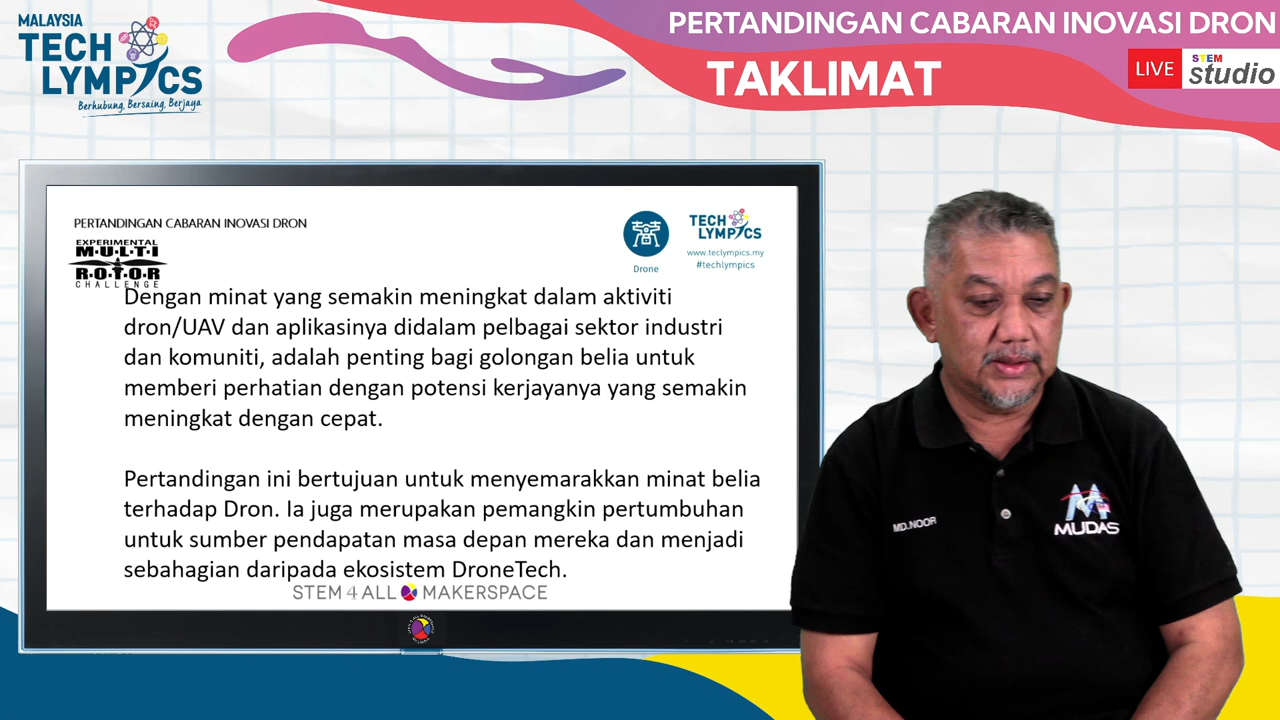 MALAYSIA
TECH
LYMPICS
Berhubung, Bersaing, Berjaya
PERTANDINGAN CABARAN INOVASI DRON
TAKLIMAT
LIVE
STEM
studio
PERTANDINGAN CABARAN INOVASI DRON
EXPERIMENTAL
M·U·L·T·I
R·O·T·O·R
CHALLENGE
Drone
TECH
LYMPICS
www.teclympics.my
#techlympics
Dengan minat yang semakin meningkat dalam aktiviti
dron/UAV dan aplikasinya didalam pelbagai sektor industri
dan komuniti, adalah penting bagi golongan belia untuk
memberi perhatian dengan potensi kerjayanya yang semakin
meningkat dengan cepat.
Pertandingan ini bertujuan untuk menyemarakkan minat belia
terhadap Dron. Ia juga merupakan pemangkin pertumbuhan
untuk sumber pendapatan masa depan mereka dan menjadi
sebahagian daripada ekosistem DroneTech.
STEM 4 ALL MAKERSPACE
MD.NOOR
MUDAS